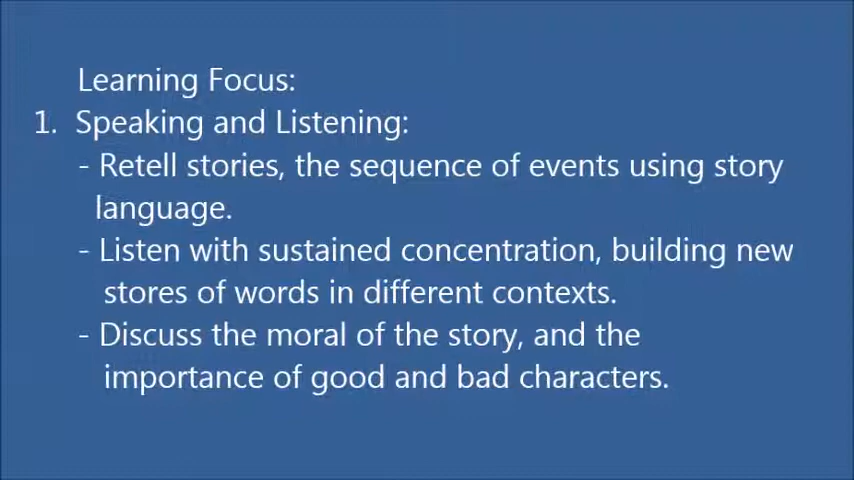 Learning Focus:
1. Speaking and Listening:
- Retell stories, the sequence of events using story
language.
- Listen with sustained concentration, building new
stores of words in different contexts.
- Discuss the moral of the story, and the
importance of good and bad characters.